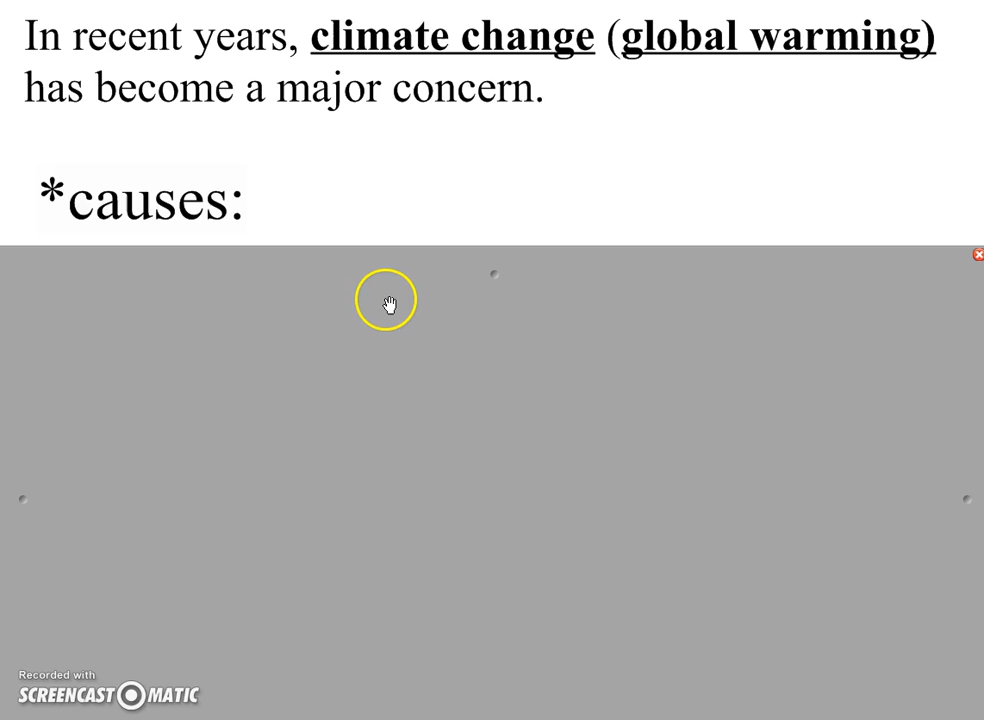 In recent years, climate change (global warming)
has become a major concern.
*causes:
Recorded with
SCREENCAST MATIC